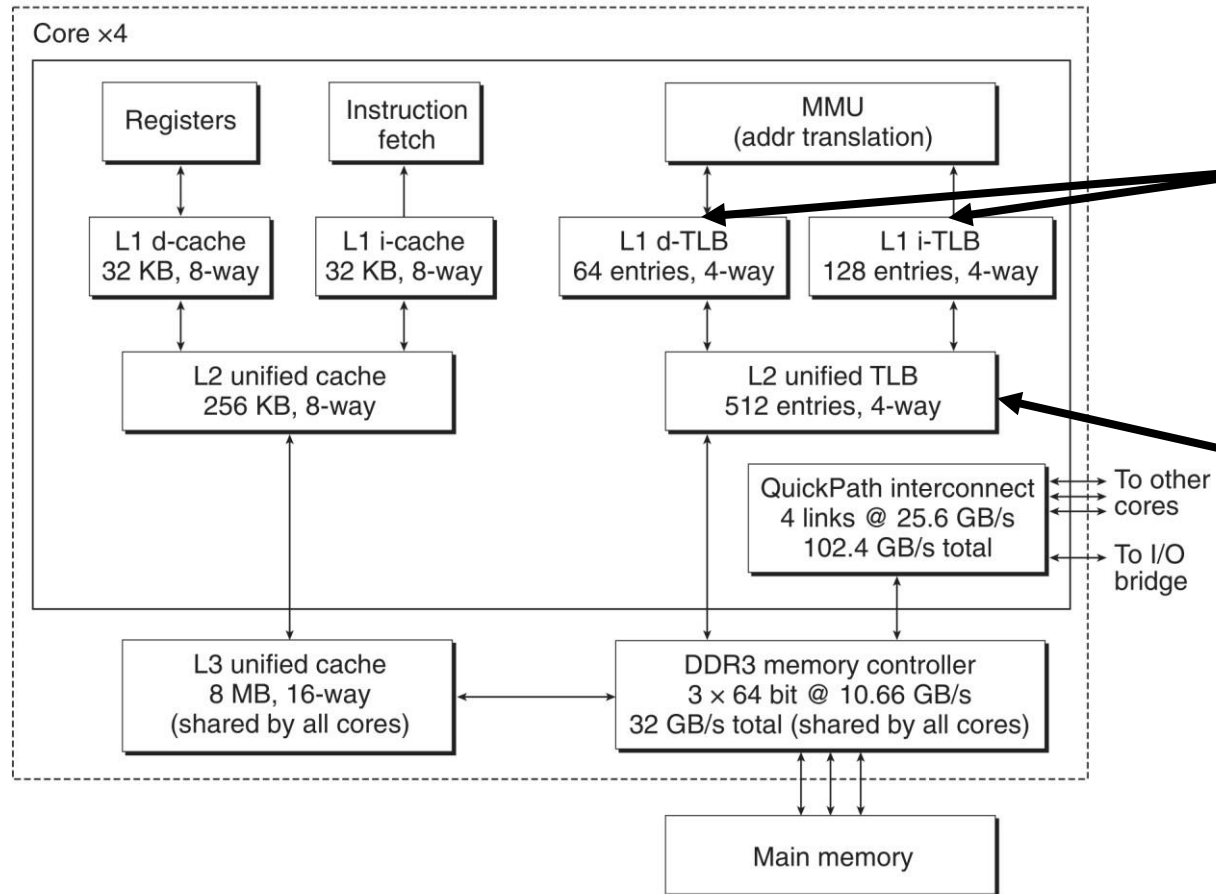 Core ×4
Registers
Instruction
fetch
MMU
(addr translation)
L1 d-cache
32 KB, 8-way
L1 i-cache
32 KB, 8-way
L1 d-TLB
64 entries, 4-way
L1 i-TLB
128 entries, 4-way
L2 unified cache
256 KB, 8-way
L2 unified TLB
512 entries, 4-way
QuickPath interconnect
4 links @ 25.6 GB/s
102.4 GB/s total
To other
cores
To I/O
bridge
L3 unified cache
8 MB, 16-way
(shared by all cores)
DDR3 memory controller
3 × 64 bit @ 10.66 GB/s
32 GB/s total (shared by all cores)
Main memory